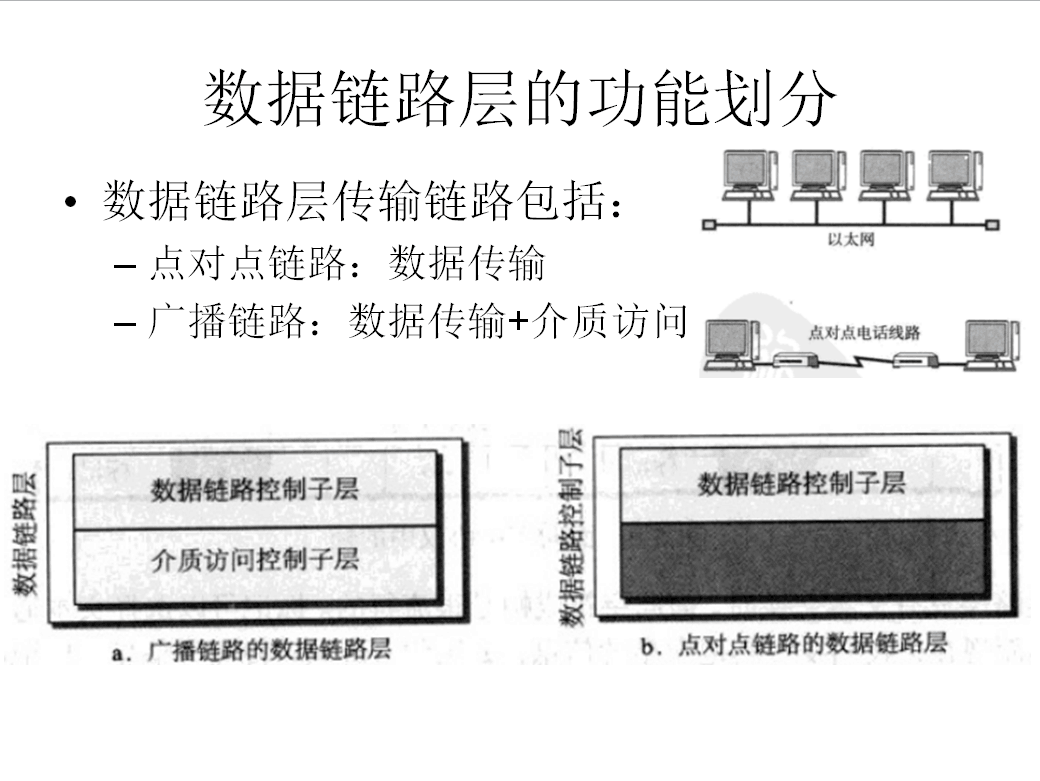 数据链路层的功能划分
• 数据链路层传输链路包括：
– 点对点链路：数据传输
– 广播链路：数据传输+介质访问
以太网
点对点电话线路
数据链路层
数据链路控制子层
介质访问控制子层
a．广播链路的数据链路层
数据链路控制子层
数据链路控制子层
b．点对点链路的数据链路层